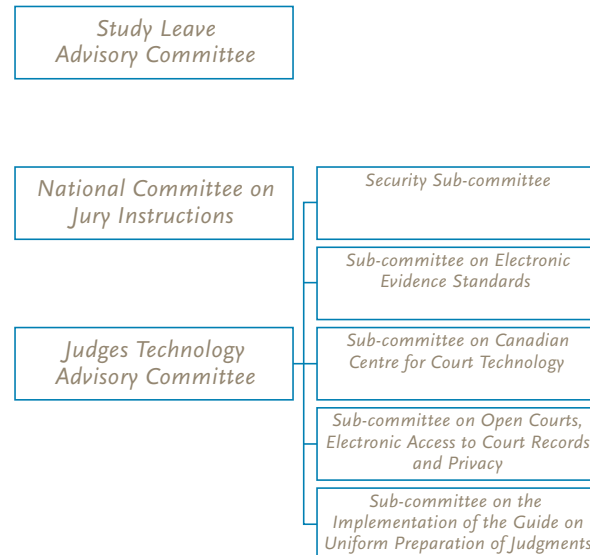 Study Leave
Advisory Committee
National Committee on
Jury Instructions
Security Sub-committee
Sub-committee on Electronic
Evidence Standards
Judges Technology
Advisory Committee
Sub-committee on Canadian
Centre for Court Technology
Sub-committee on Open Courts,
Electronic Access to Court Records
and Privacy
Sub-committee on the
Implementation of the Guide on
Uniform Preparation of Judgments